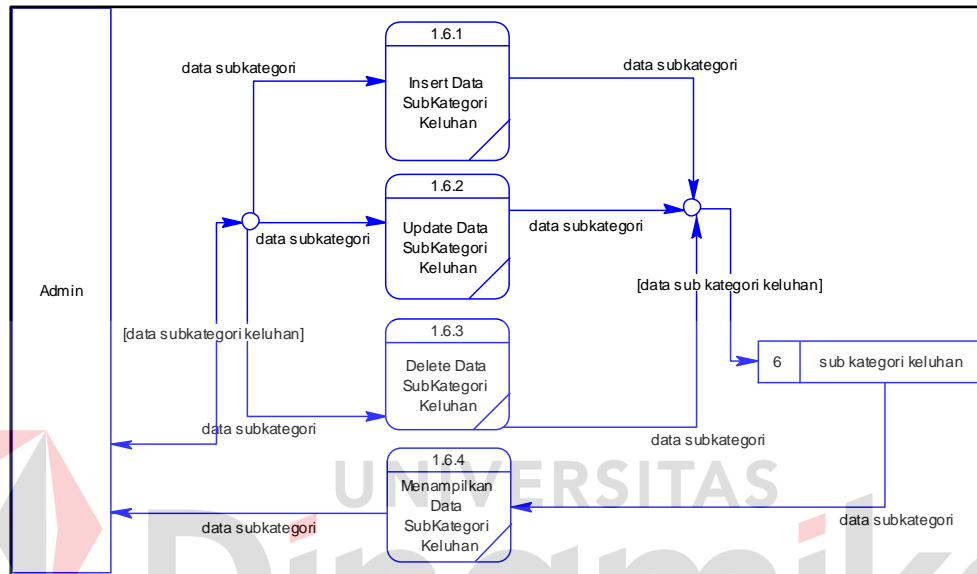 1.6.1
data subkategori
Insert Data
SubKategori
Keluhan
data subkategori
1.6.2
data subkategori
Update Data
SubKategori
Keluhan
data subkategori
Admin
[data sub kategori keluhan]
[data subkategori keluhan]
1.6.3
Delete Data
SubKategori
Keluhan
6
sub kategori keluhan
data subkategori
data subkategori
1.6.4
UNIVERSITAS
Menampilkan
Data
SubKategori
Keluhan
data subkategori
data subkategori
Dinamika